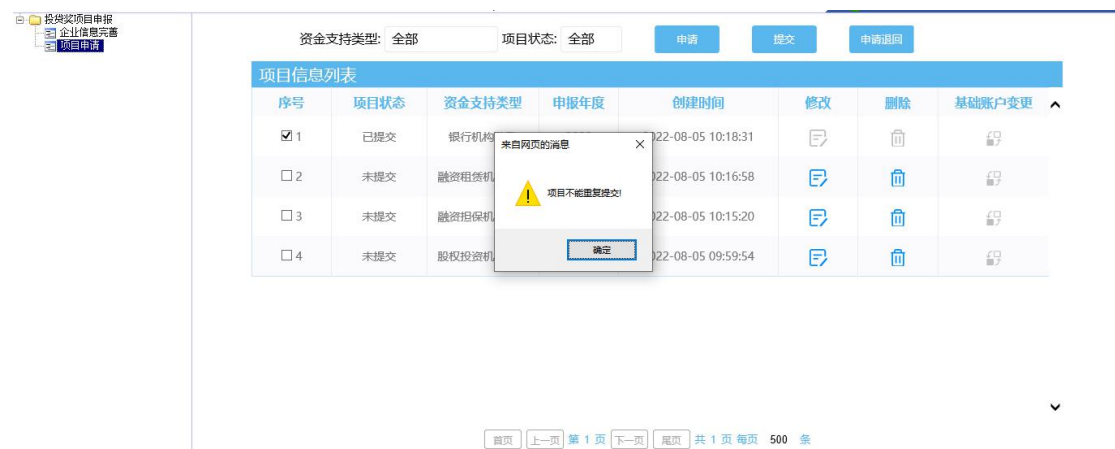 投贷奖项目申报
企业信息完善
项目申请
资金支持类型: 全部 项目状态: 全部 申请 提交 申请退回
项目信息列表
序号 项目状态 资金支持类型 申报年度 创建时间 修改 删除 基础账户变更
1 已提交 银行机构 022-08-05 10:18:31
来自网页的消息
2 未提交 融资租赁机 022-08-05 10:16:58
项目不能重复提交!
3 未提交 融资担保机 022-08-05 10:15:20
确定
4 未提交 股权投资机 022-08-05 09:59:54
首页 上一页 第 1 页 下一页 尾页 共 1 页 每页 500 条